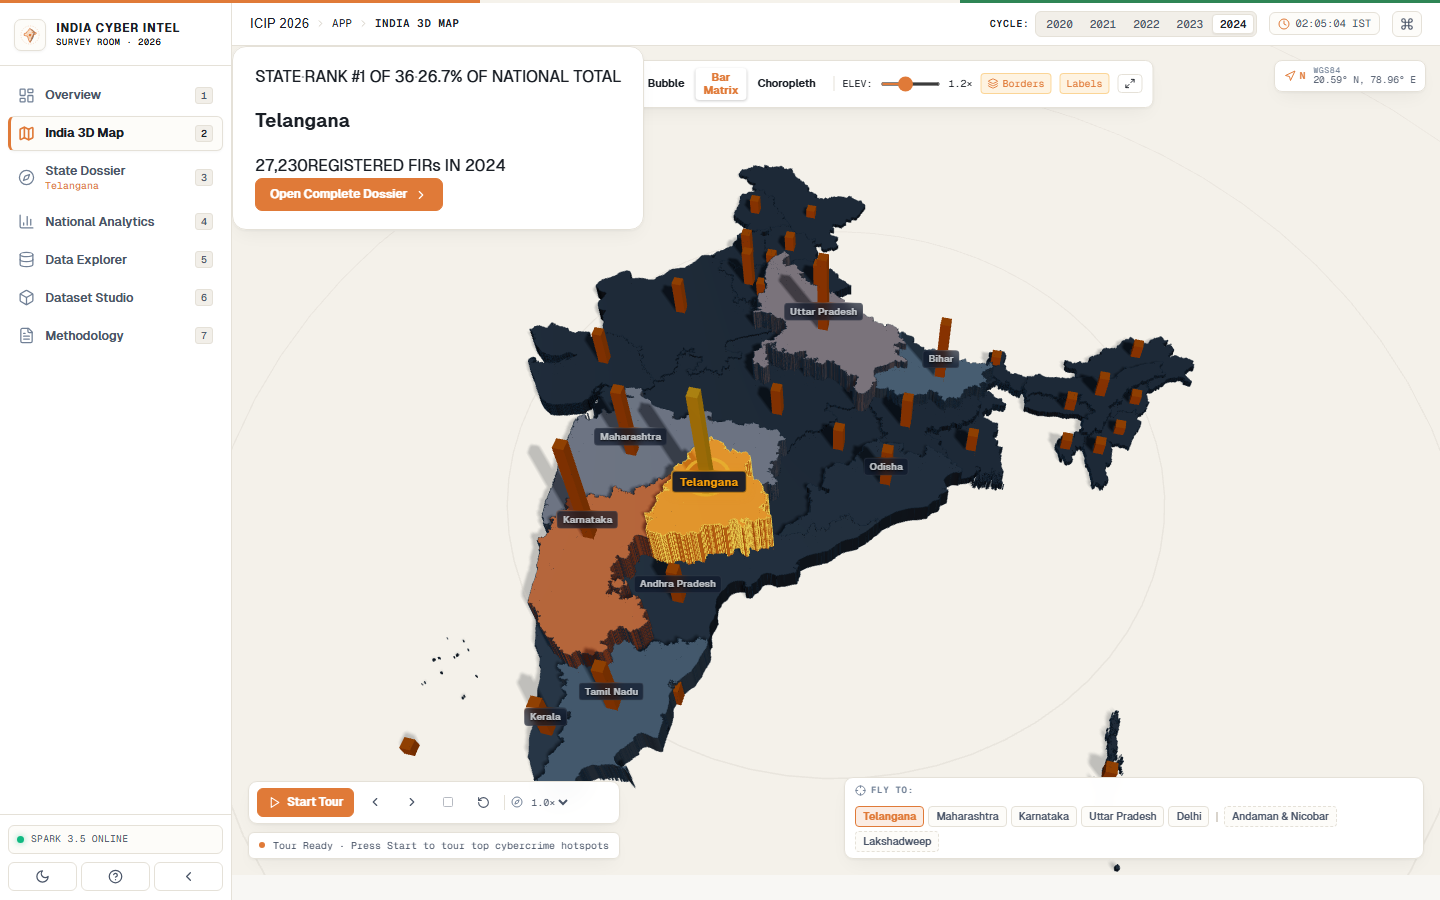 INDIA CYBER INTEL
SURVEY ROOM · 2026
Overview 1
India 3D Map 2
State Dossier 3
Telangana
National Analytics 4
Data Explorer 5
Dataset Studio 6
Methodology 7
SPARK 3.5 ONLINE
ICIP 2026 › APP › INDIA 3D MAP
CYCLE: 2020 2021 2022 2023 2024
02:05:04 IST
⌘
STATE RANK #1 OF 36·26.7% OF NATIONAL TOTAL
Telangana
27,230REGISTERED FIRs IN 2024
Open Complete Dossier
Bubble
Bar
Matrix
Choropleth
ELEV: 1.2×
Borders
Labels
N
WGS84
20.59° N, 78.96° E
Uttar Pradesh
Bihar
Maharashtra
Odisha
Telangana
Karnataka
Andhra Pradesh
Tamil Nadu
Kerala
Start Tour
1.0×
Tour Ready · Press Start to tour top cybercrime hotspots
FLY TO:
Telangana Maharashtra Karnataka Uttar Pradesh Delhi | Andaman & Nicobar
Lakshadweep